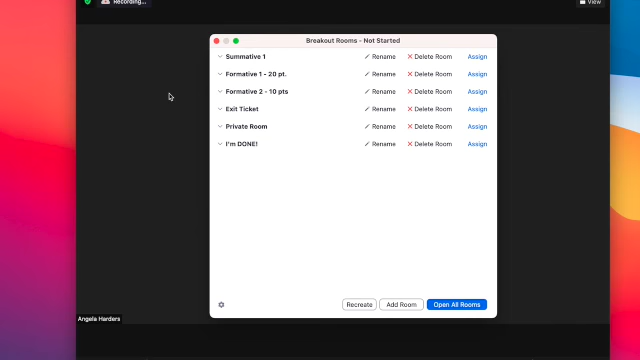 Recording...
View
Breakout Rooms - Not Started
Summative 1 Rename Delete Room Assign
Formative 1 - 20 pt. Rename Delete Room Assign
Formative 2 - 10 pts Rename Delete Room Assign
Exit Ticket Rename Delete Room Assign
Private Room Rename Delete Room Assign
I'm DONE! Rename Delete Room Assign
Recreate Add Room Open All Rooms
Angela Harders